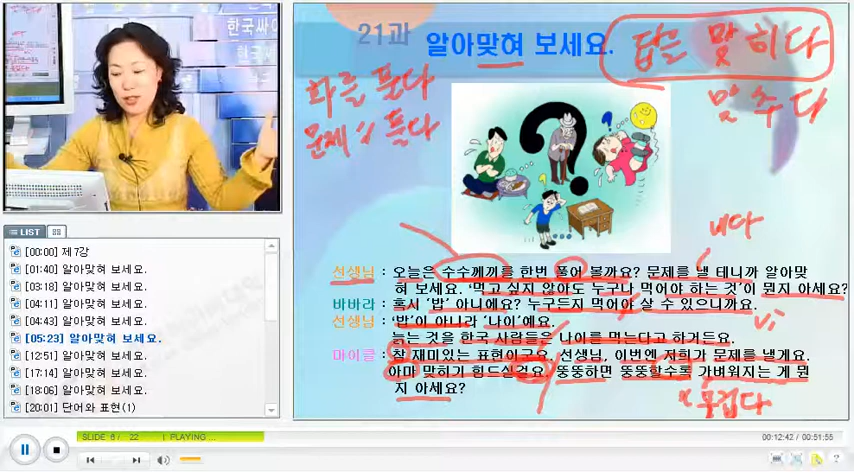 한국싸이
21과 알아맞혀 보세요.
답을 맞히다
맞추다
화를 풀다
문제를 풀다
내다
선생님 : 오늘은 수수께끼를 한번 풀어 볼까요? 문제를 낼 테니까 알아맞
혀 보세요. '먹고 싶지 않아도 누구나 먹어야 하는 것'이 뭔지 아세요?
바바라 : 혹시 '밥' 아니에요? 누구든지 먹어야 살 수 있으니까요.
선생님 : '밥'이 아니라 '나이'예요.
늙는 것을 한국 사람들은 나이를 먹는다고 하거든요.
마이클 : 참 재미있는 표현이군요. 선생님, 이번엔 저희가 문제를 낼게요.
아마 맞히기 힘드실걸요. 뚱뚱하면 뚱뚱할수록 가벼워지는 게 뭔
지 아세요?
무겁다
LIST
[00:00] 제7강
[01:40] 알아맞혀 보세요.
[03:18] 알아맞혀 보세요.
[04:11] 알아맞혀 보세요.
[04:43] 알아맞혀 보세요.
[05:23] 알아맞혀 보세요.
[12:51] 알아맞혀 보세요.
[17:14] 알아맞혀 보세요.
[18:06] 알아맞혀 보세요.
[20:01] 단어와 표현(1)
SLIDE 6 / 22 | PLAYING ...
00:12:42 / 00:51:55